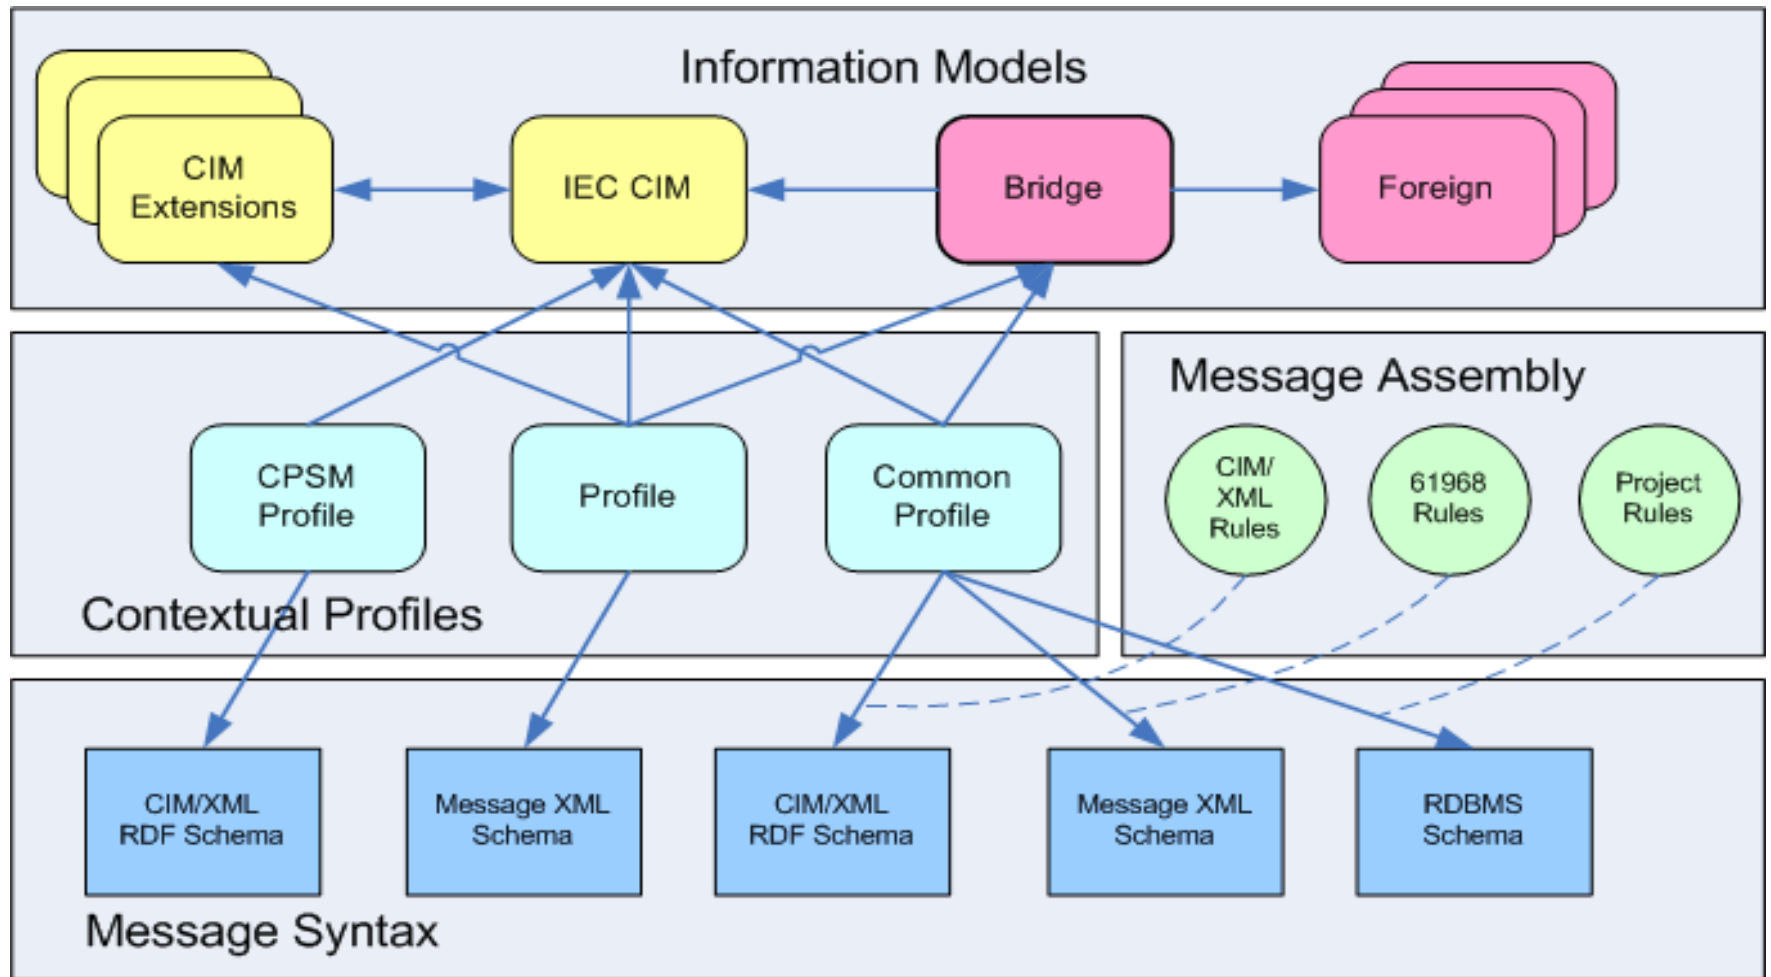 Information Models
CIM
Extensions
IEC CIM
Bridge
Foreign
Message Assembly
CPSM
Profile
Profile
Common
Profile
CIM/
XML
Rules
61968
Rules
Project
Rules
Contextual Profiles
CIM/XML
RDF Schema
Message XML
Schema
CIM/XML
RDF Schema
Message XML
Schema
RDBMS
Schema
Message Syntax